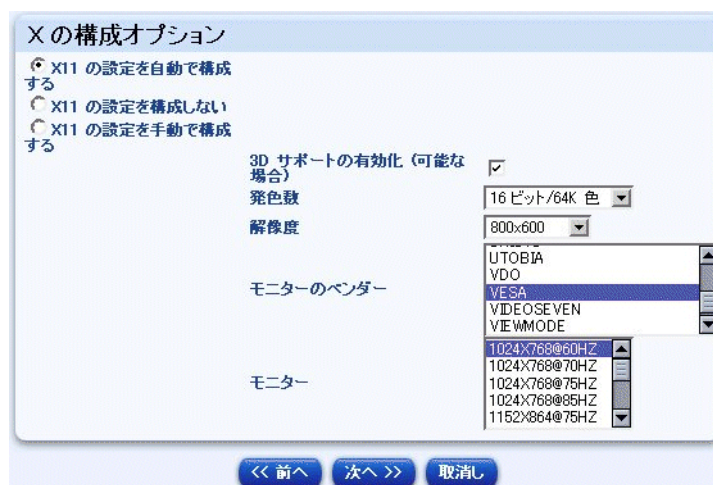 Xの構成オプション
X11 の設定を自動で構成
する
X11 の設定を構成しない
X11 の設定を手動で構成
する
3D サポートの有効化 (可能な
場合)
発色数
16 ビット/64K 色
解像度
800x600
モニターのベンダー
UTOBIA
VDO
VESA
VIDEOSEVEN
VIEWMODE
モニター
1024X768@60HZ
1024X768@70HZ
1024X768@75HZ
1024X768@85HZ
1152X864@75HZ
<< 前へ
次へ >>
取消し